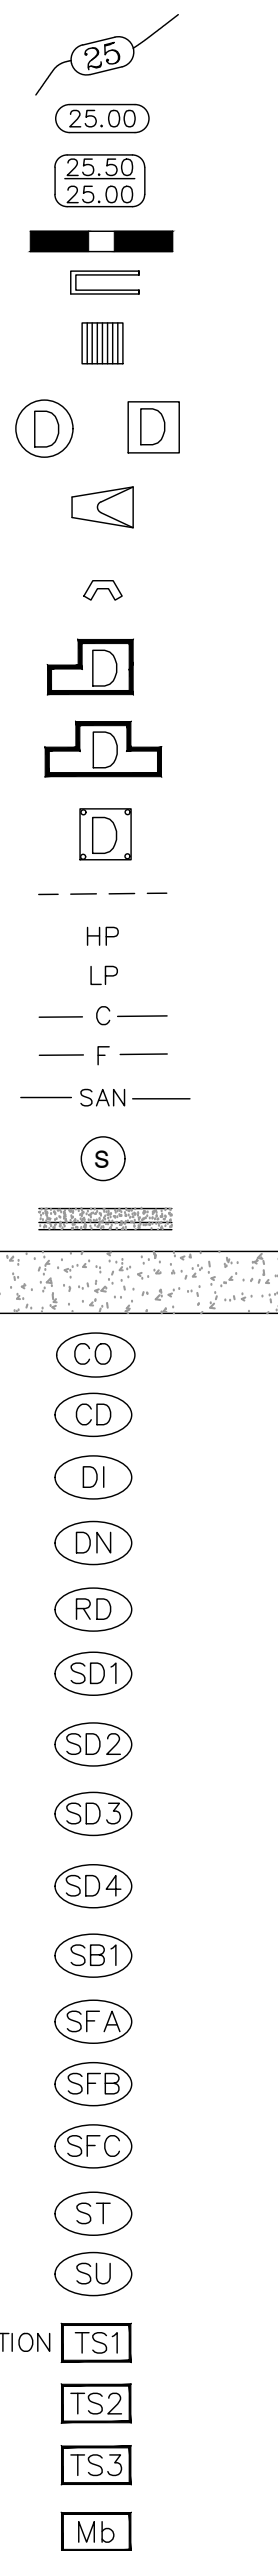 25
25.00
25.50
25.00
D D
D
D
D
HP
LP
C
F
SAN
S
CO
CD
DI
DN
RD
SD1
SD2
SD3
SD4
SB1
SFA
SFB
SFC
ST
SU
TION TS1
TS2
TS3
Mb